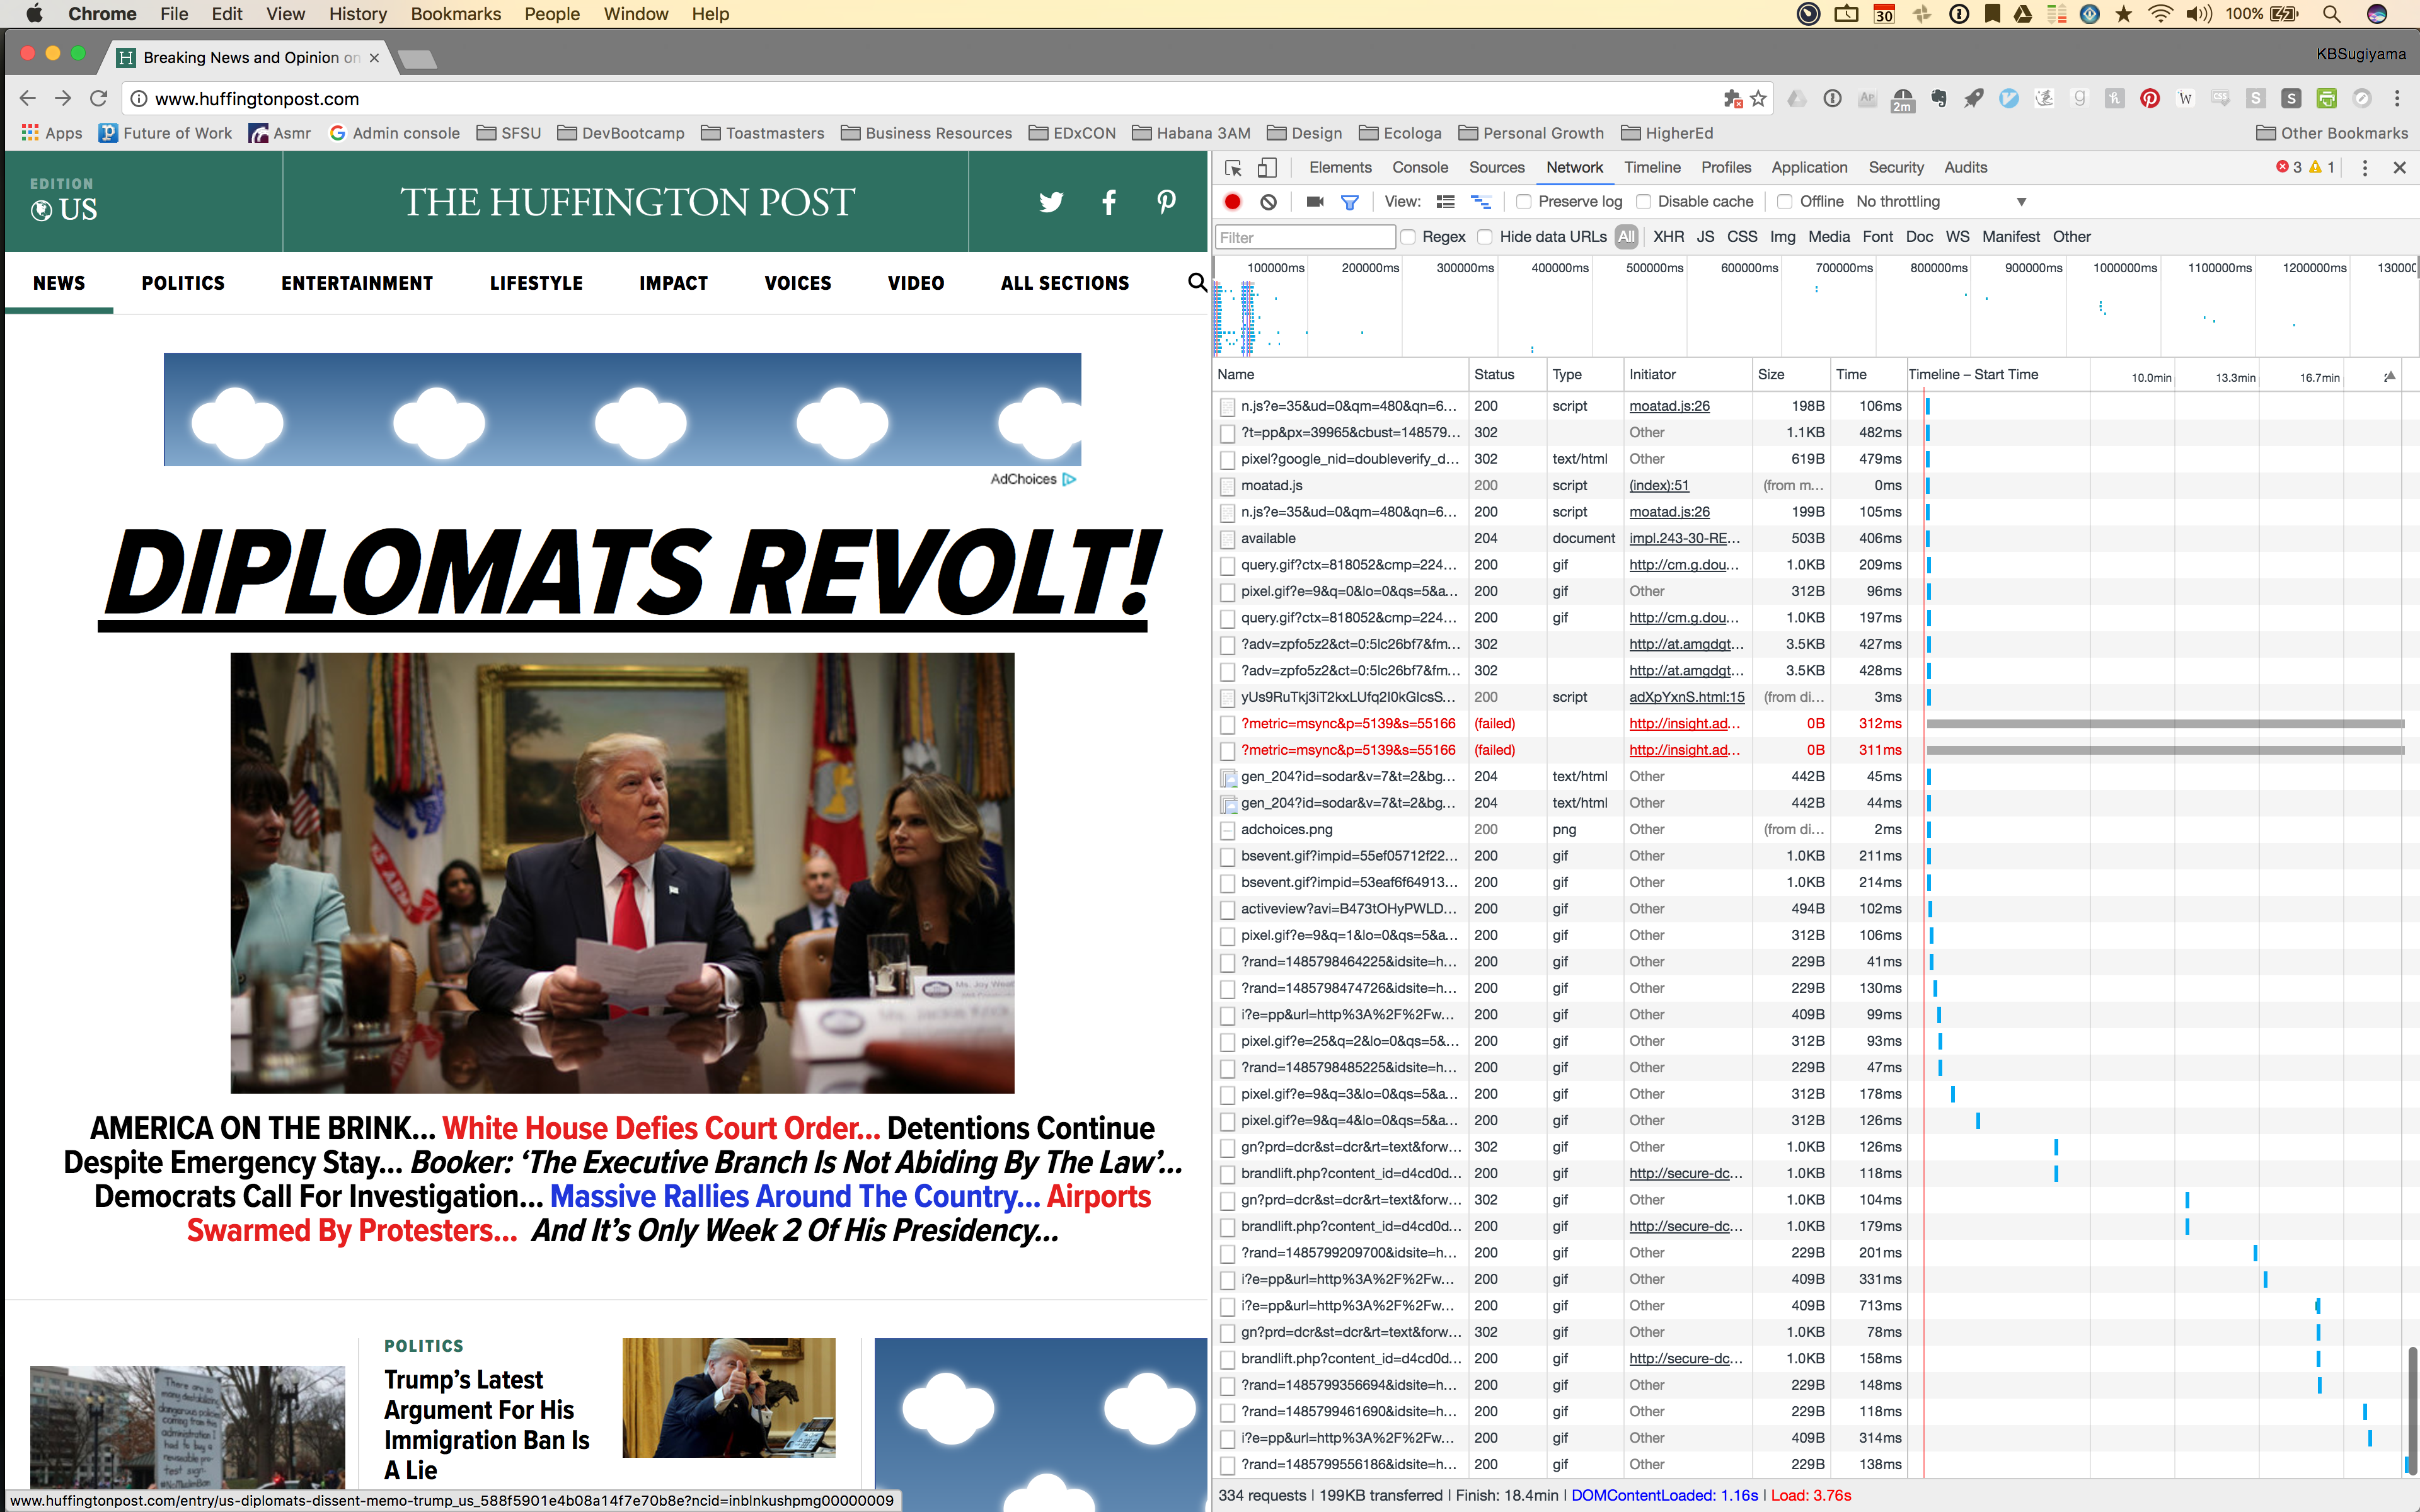 Chrome File Edit View History Bookmarks People Window Help
30 100%
Breaking News and Opinion on
KBSugiyama
www.huffingtonpost.com
2m
Apps Future of Work Asmr Admin console SFSU DevBootcamp Toastmasters Business Resources EDxCON Habana 3AM Design Ecologa Personal Growth HigherEd Other Bookmarks
EDITION
US
THE HUFFINGTON POST
NEWS POLITICS ENTERTAINMENT LIFESTYLE IMPACT VOICES VIDEO ALL SECTIONS
AdChoices
DIPLOMATS REVOLT!
AMERICA ON THE BRINK... White House Defies Court Order... Detentions Continue
Despite Emergency Stay... Booker: ‘The Executive Branch Is Not Abiding By The Law’...
Democrats Call For Investigation... Massive Rallies Around The Country... Airports
Swarmed By Protesters... And It’s Only Week 2 Of His Presidency...
POLITICS
Trump’s Latest
Argument For His
Immigration Ban Is
A Lie
www.huffingtonpost.com/entry/us-diplomats-dissent-memo-trump_us_588f5901e4b08a14f7e70b8e?ncid=inblnkushpmg00000009
Elements Console Sources Network Timeline Profiles Application Security Audits 3 1
View: Preserve log Disable cache Offline No throttling
Filter Regex Hide data URLs All XHR JS CSS Img Media Font Doc WS Manifest Other
100000ms 200000ms 300000ms 400000ms 500000ms 600000ms 700000ms 800000ms 900000ms 1000000ms 1100000ms 1200000ms 13000
Name Status Type Initiator Size Time Timeline – Start Time 10.0min 13.3min 16.7min
n.js?e=35&ud=0&qm=480&qn=6... 200 script moatad.js:26 198B 106ms
?t=pp&px=39965&cbust=148579... 302 Other 1.1KB 482ms
pixel?google_nid=doubleverify_d... 302 text/html Other 619B 479ms
moatad.js 200 script (index):51 (from m... 0ms
n.js?e=35&ud=0&qm=480&qn=6... 200 script moatad.js:26 199B 105ms
available 204 document impl.243-30-RE... 503B 406ms
query.gif?ctx=818052&cmp=224... 200 gif http://cm.g.dou... 1.0KB 209ms
pixel.gif?e=9&q=0&lo=0&qs=5&a... 200 gif Other 312B 96ms
query.gif?ctx=818052&cmp=224... 200 gif http://cm.g.dou... 1.0KB 197ms
?adv=zpfo5z2&ct=0:5lc26bf7&fm... 302 http://at.amgdgt... 3.5KB 427ms
?adv=zpfo5z2&ct=0:5lc26bf7&fm... 302 http://at.amgdgt... 3.5KB 428ms
yUs9RuTkj3iT2kxLUfq2I0kGIcsS... 200 script adXpYxnS.html:15 (from di... 3ms
?metric=msync&p=5139&s=55166 (failed) http://insight.ad... 0B 312ms
?metric=msync&p=5139&s=55166 (failed) http://insight.ad... 0B 311ms
gen_204?id=sodar&v=7&t=2&bg... 204 text/html Other 442B 45ms
gen_204?id=sodar&v=7&t=2&bg... 204 text/html Other 442B 44ms
adchoices.png 200 png Other (from di... 2ms
bsevent.gif?impid=55ef05712f22... 200 gif Other 1.0KB 211ms
bsevent.gif?impid=53eaf6f64913... 200 gif Other 1.0KB 214ms
activeview?avi=B473tOHyPWLD... 200 gif Other 494B 102ms
pixel.gif?e=9&q=1&lo=0&qs=5&a... 200 gif Other 312B 106ms
?rand=1485798464225&idsite=h... 200 gif Other 229B 41ms
?rand=1485798474726&idsite=h... 200 gif Other 229B 130ms
i?e=pp&url=http%3A%2F%2Fw... 200 gif Other 409B 99ms
pixel.gif?e=25&q=2&lo=0&qs=5&... 200 gif Other 312B 93ms
?rand=1485798485225&idsite=h... 200 gif Other 229B 47ms
pixel.gif?e=9&q=3&lo=0&qs=5&a... 200 gif Other 312B 178ms
pixel.gif?e=9&q=4&lo=0&qs=5&a... 200 gif Other 312B 126ms
gn?prd=dcr&st=dcr&rt=text&forw... 302 gif Other 1.0KB 126ms
brandlift.php?content_id=d4cd0d... 200 gif http://secure-dc... 1.0KB 118ms
gn?prd=dcr&st=dcr&rt=text&forw... 302 gif Other 1.0KB 104ms
brandlift.php?content_id=d4cd0d... 200 gif http://secure-dc... 1.0KB 179ms
?rand=1485799209700&idsite=h... 200 gif Other 229B 201ms
i?e=pp&url=http%3A%2F%2Fw... 200 gif Other 409B 331ms
i?e=pp&url=http%3A%2F%2Fw... 200 gif Other 409B 713ms
gn?prd=dcr&st=dcr&rt=text&forw... 302 gif Other 1.0KB 78ms
brandlift.php?content_id=d4cd0d... 200 gif http://secure-dc... 1.0KB 158ms
?rand=1485799356694&idsite=h... 200 gif Other 229B 148ms
?rand=1485799461690&idsite=h... 200 gif Other 229B 118ms
i?e=pp&url=http%3A%2F%2Fw... 200 gif Other 409B 314ms
?rand=1485799556186&idsite=h... 200 gif Other 229B 138ms
334 requests | 199KB transferred | Finish: 18.4min | DOMContentLoaded: 1.16s | Load: 3.76s